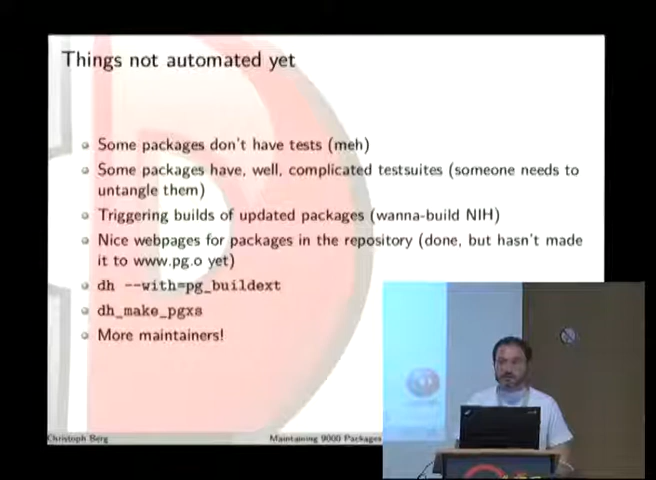 Things not automated yet
Some packages don't have tests (meh)
Some packages have, well, complicated testsuites (someone needs to
untangle them)
Triggering builds of updated packages (wanna-build NIH)
Nice webpages for packages in the repository (done, but hasn't made
it to www.pg.o yet)
dh --with=pg_buildext
dh_make_pgxs
More maintainers!
Christoph Berg
Maintaining 9000 Packages